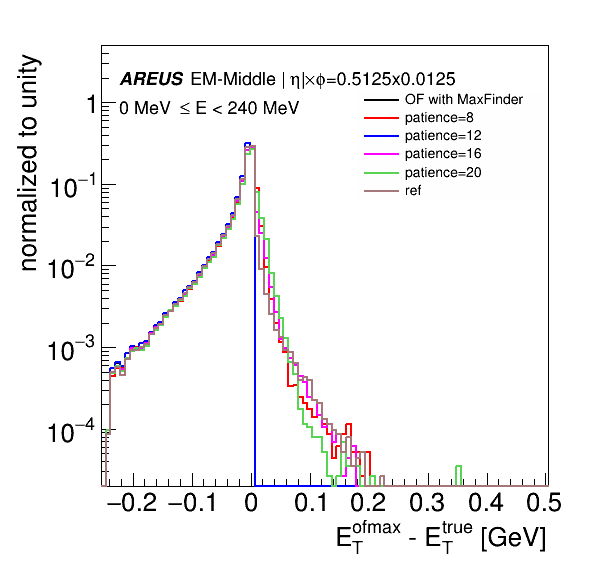 normalized to unity
AREUS EM-Middle | η|×ϕ=0.5125x0.0125
0 MeV ≤ E < 240 MeV
OF with MaxFinder
patience=8
patience=12
patience=16
patience=20
ref
1
10⁻¹
10⁻²
10⁻³
10⁻⁴
−0.2 −0.1 0 0.1 0.2 0.3 0.4 0.5
E_T^ofmax - E_T^true [GeV]